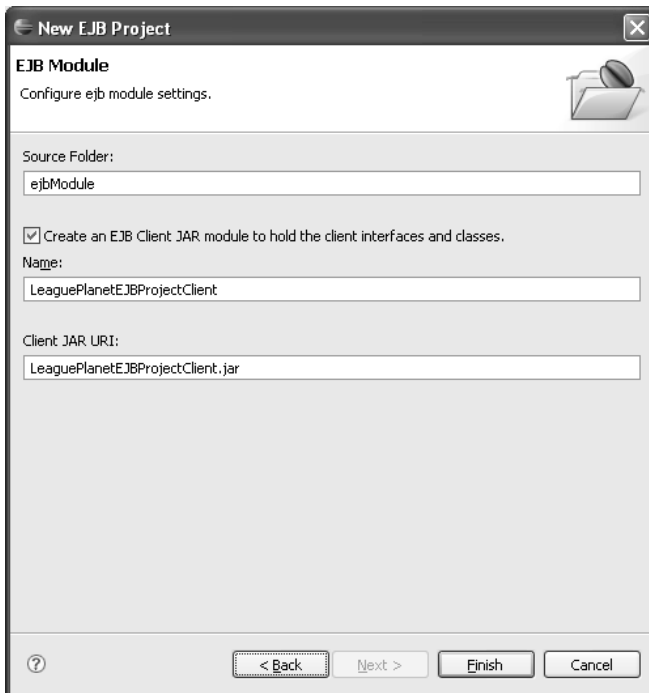 New EJB Project
EJB Module
Configure ejb module settings.
Source Folder:
ejbModule
Create an EJB Client JAR module to hold the client interfaces and classes.
Name:
LeaguePlanetEJBProjectClient
Client JAR URI:
LeaguePlanetEJBProjectClient.jar
? < Back Next > Finish Cancel